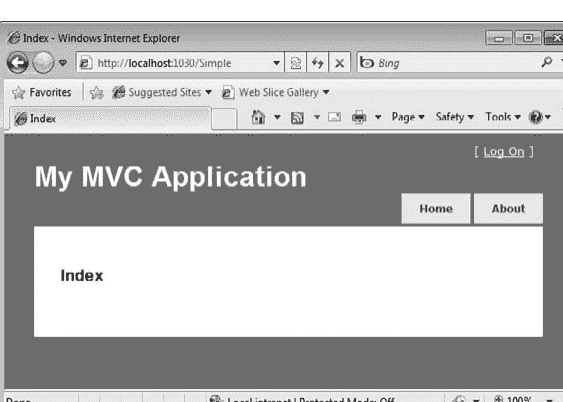 Index - Windows Internet Explorer
http://localhost:1030/Simple
Bing
Favorites
Suggested Sites
Web Slice Gallery
Index
Page
Safety
Tools
[ Log On ]
My MVC Application
Home
About
Index
Done
Local intranet | Protected Mode: Off
100%